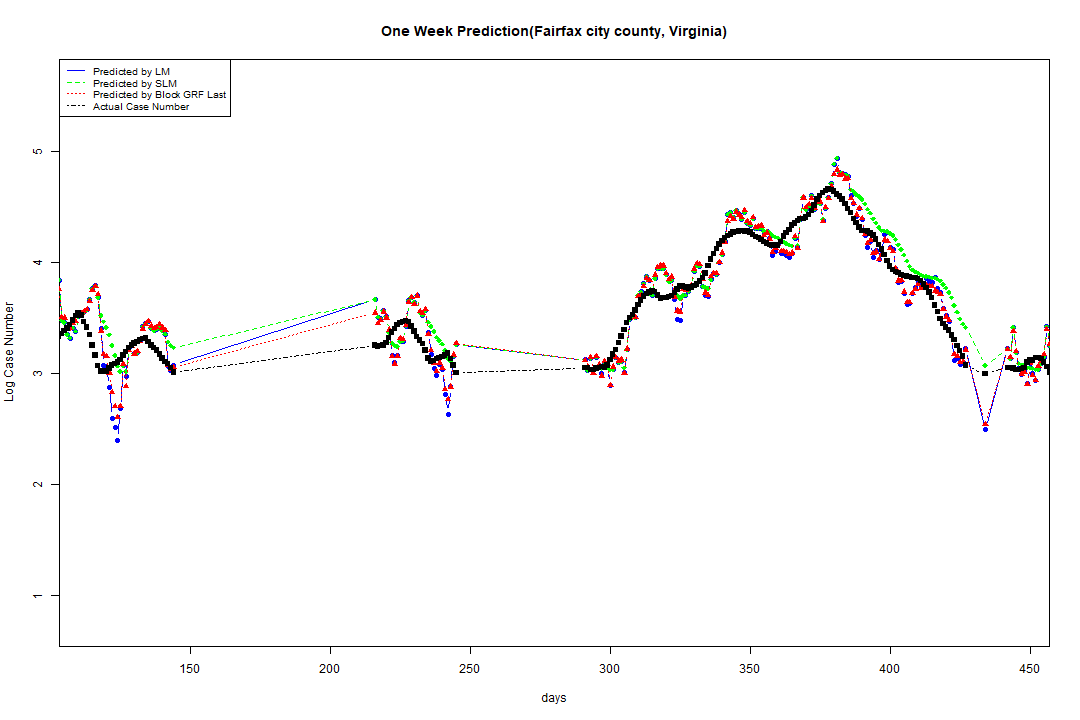 One Week Prediction(Fairfax city county, Virginia)
Predicted by LM
Predicted by SLM
Predicted by Block GRF Last
Actual Case Number
Log Case Number
5
4
3
2
1
150 200 250 300 350 400 450
days